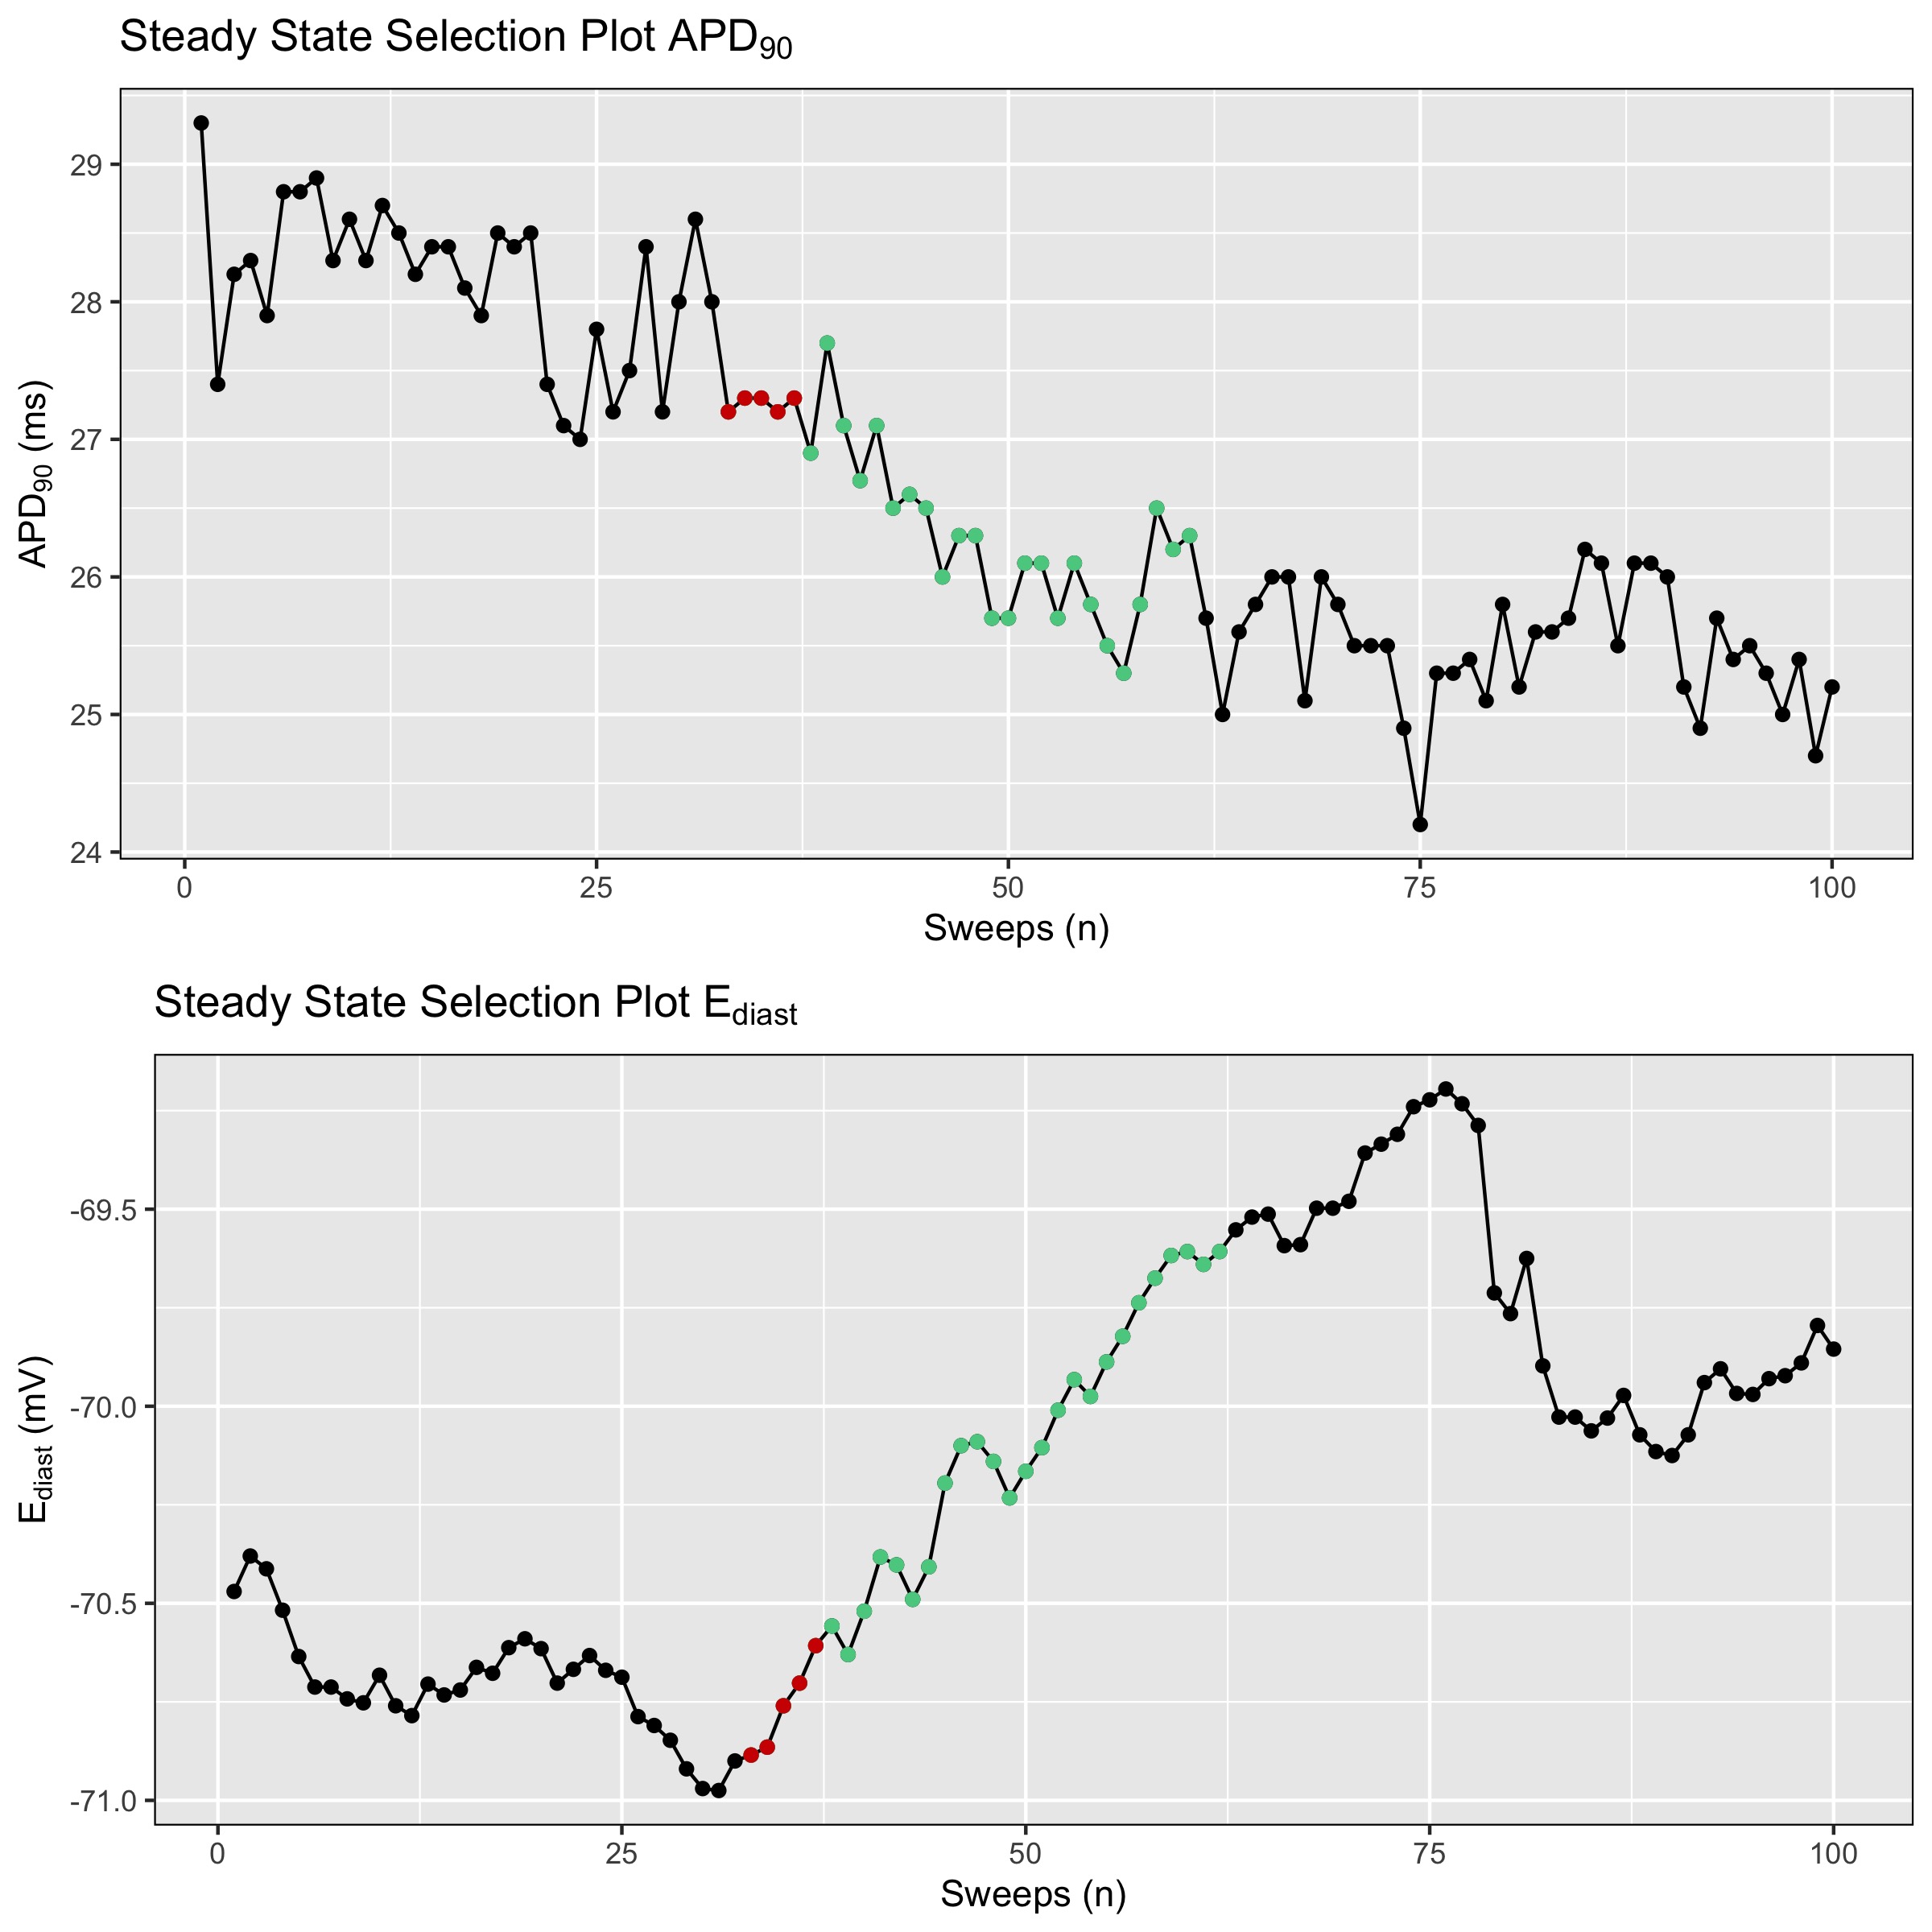 Steady State Selection Plot APD90
APD90 (ms)
29
28
27
26
25
24
0 25 50 75 100
Sweeps (n)
Steady State Selection Plot Ediast
Ediast (mV)
-69.5
-70.0
-70.5
-71.0
0 25 50 75 100
Sweeps (n)